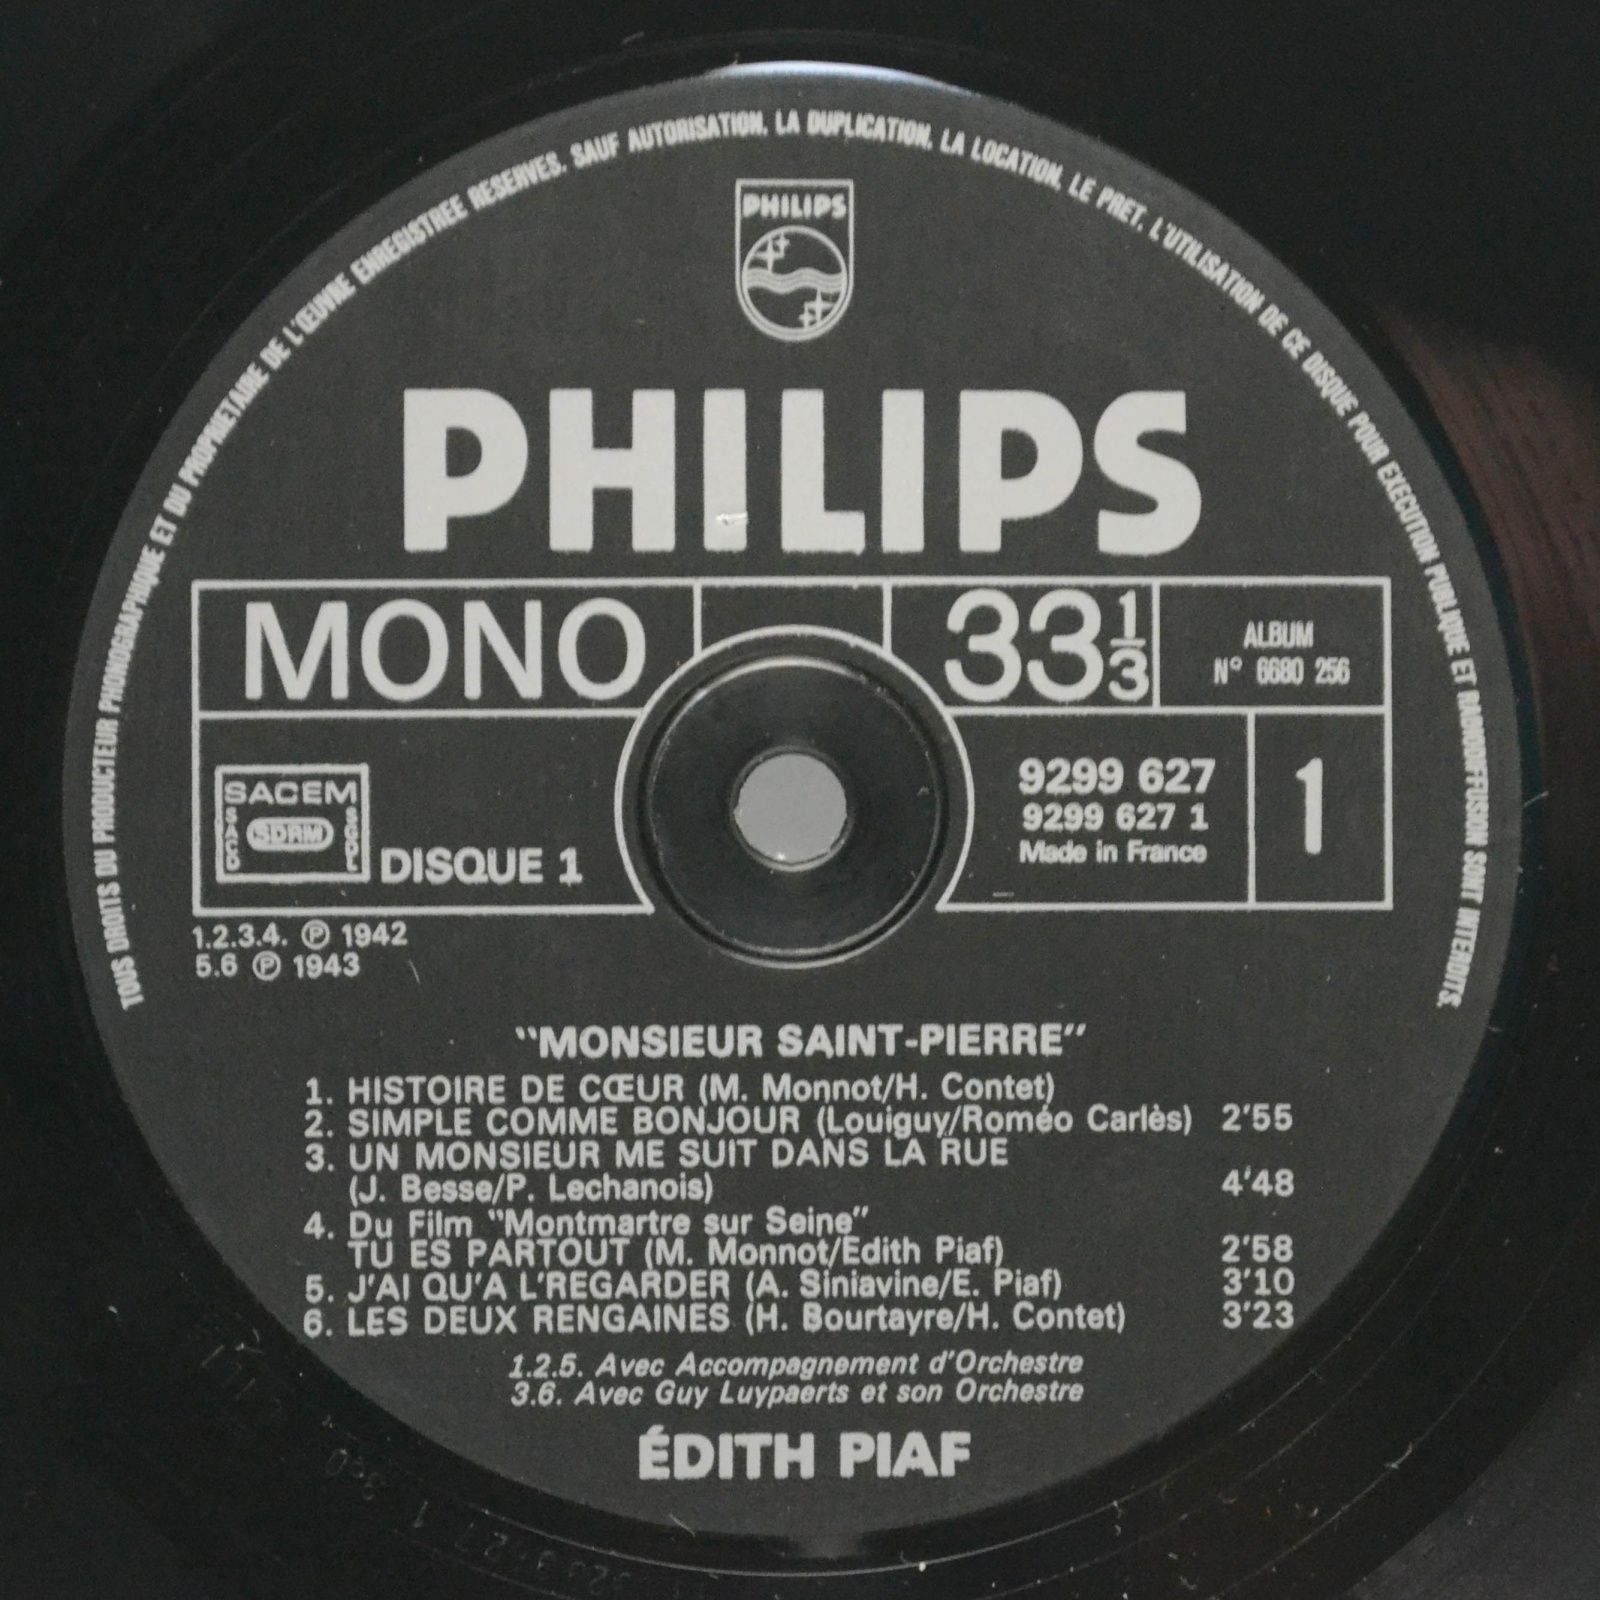 TOUS DROITS DU PRODUCTEUR PHONOGRAPHIQUE ET DU PROPRIETAIRE DE L'ŒUVRE ENREGISTREE RESERVES. SAUF AUTORISATION, LA DUPLICATION, LA LOCATION, LE PRET, L'UTILISATION DE CE DISQUE POUR EXECUTION PUBLIQUE ET RADIODIFFUSION SONT INTERDITS.
PHILIPS
PHILIPS
MONO
33 1/3
ALBUM
N° 6680 256
SACEM
SACD
SDRM
SGDL
DISQUE 1
9299 627
9299 627 1
Made in France
1
1.2.3.4. ℗ 1942
5.6 ℗ 1943
"MONSIEUR SAINT-PIERRE"
1. HISTOIRE DE CŒUR (M. Monnot/H. Contet)
2. SIMPLE COMME BONJOUR (Louiguy/Roméo Carlès) 2'55
3. UN MONSIEUR ME SUIT DANS LA RUE
(J. Besse/P. Lechanois) 4'48
4. Du Film "Montmartre sur Seine"
TU ES PARTOUT (M. Monnot/Edith Piaf) 2'58
5. J'AI QU'A L'REGARDER (A. Siniavine/E. Piaf) 3'10
6. LES DEUX RENGAINES (H. Bourtayre/H. Contet) 3'23
1.2.5. Avec Accompagnement d'Orchestre
3.6. Avec Guy Luypaerts et son Orchestre
ÉDITH PIAF